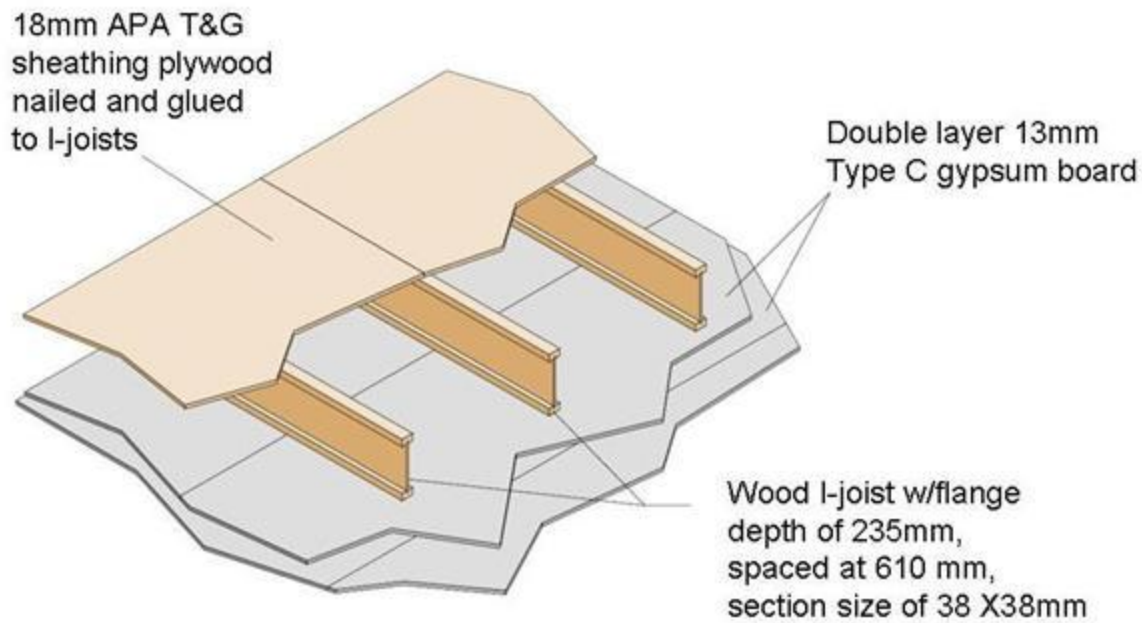 18mm APA T&G
sheathing plywood
nailed and glued
to I-joists
Double layer 13mm
Type C gypsum board
Wood I-joist w/flange
depth of 235mm,
spaced at 610 mm,
section size of 38 X38mm